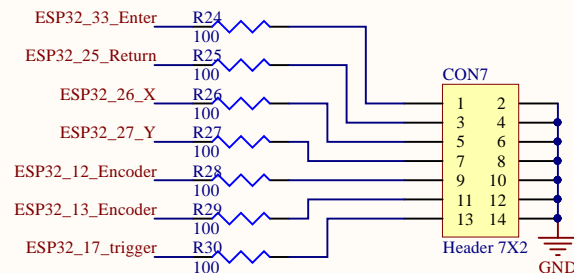 ESP32_33_Enter R24
100
ESP32_25_Return R25
100
CON7
ESP32_26_X R26
100
1 2
3 4
ESP32_27_Y R27
100
5 6
7 8
ESP32_12_Encoder R28
100
9 10
11 12
ESP32_13_Encoder R29
100
13 14
ESP32_17_trigger R30
100
Header 7X2
GND